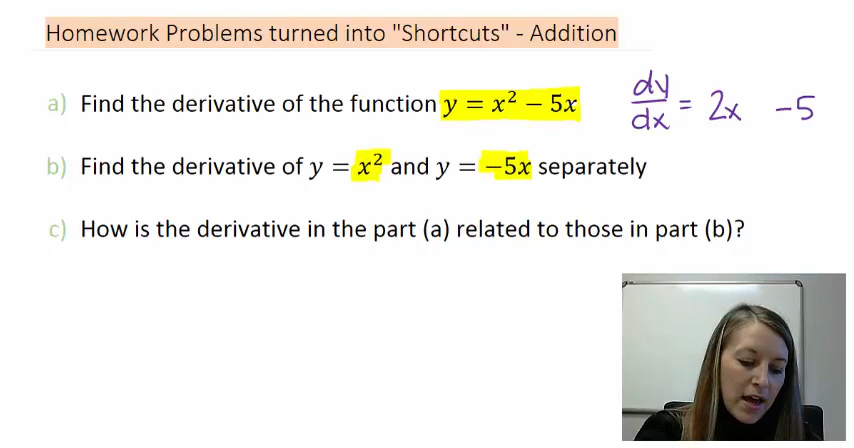 Homework Problems turned into "Shortcuts" - Addition
a) Find the derivative of the function y = x² − 5x
dy/dx = 2x -5
b) Find the derivative of y = x² and y = −5x separately
c) How is the derivative in the part (a) related to those in part (b)?